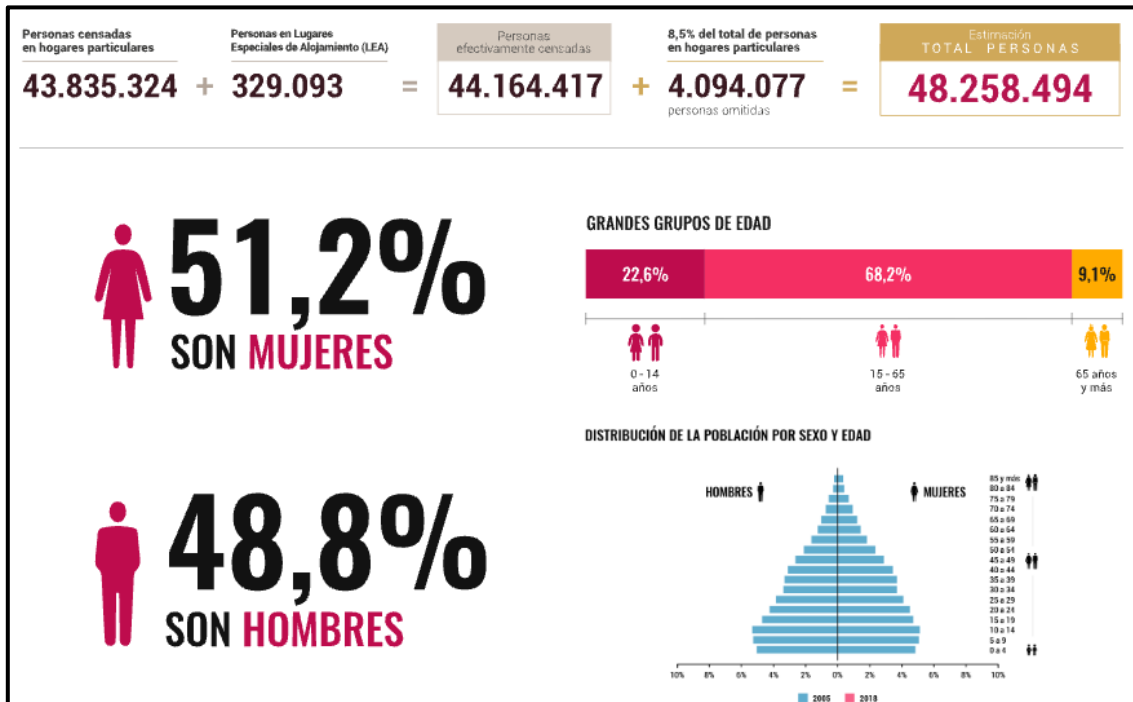 Personas censadas
en hogares particulares
43.835.324
+
Personas en Lugares
Especiales de Alojamiento (LEA)
329.093
=
Personas
efectivamente censadas
44.164.417
+
8,5% del total de personas
en hogares particulares
4.094.077
personas omitidas
=
Estimación
TOTAL PERSONAS
48.258.494
51,2%
SON MUJERES
48,8%
SON HOMBRES
GRANDES GRUPOS DE EDAD
22,6%
68,2%
9,1%
0 - 14
años
15 - 65
años
65 años
y más
DISTRIBUCIÓN DE LA POBLACIÓN POR SEXO Y EDAD
HOMBRES
MUJERES
85 y más
80 a 84
75 a 79
70 a 74
65 a 69
60 a 64
55 a 59
50 a 54
45 a 49
40 a 44
35 a 39
30 a 34
25 a 29
20 a 24
15 a 19
10 a 14
5 a 9
0 a 4
10% 8% 6% 4% 2% 0% 2% 4% 6% 8% 10%
2005 2018